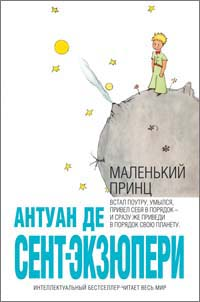 МАЛЕНЬКИЙ
ПРИНЦ
ВСТАЛ ПОУТРУ, УМЫЛСЯ,
ПРИВЕЛ СЕБЯ В ПОРЯДОК –
И СРАЗУ ЖЕ ПРИВЕДИ
В ПОРЯДОК СВОЮ ПЛАНЕТУ.
АНТУАН ДЕ
СЕНТ-ЭКЗЮПЕРИ
ИНТЕЛЛЕКТУАЛЬНЫЙ БЕСТСЕЛЛЕР ЧИТАЕТ ВЕСЬ МИР